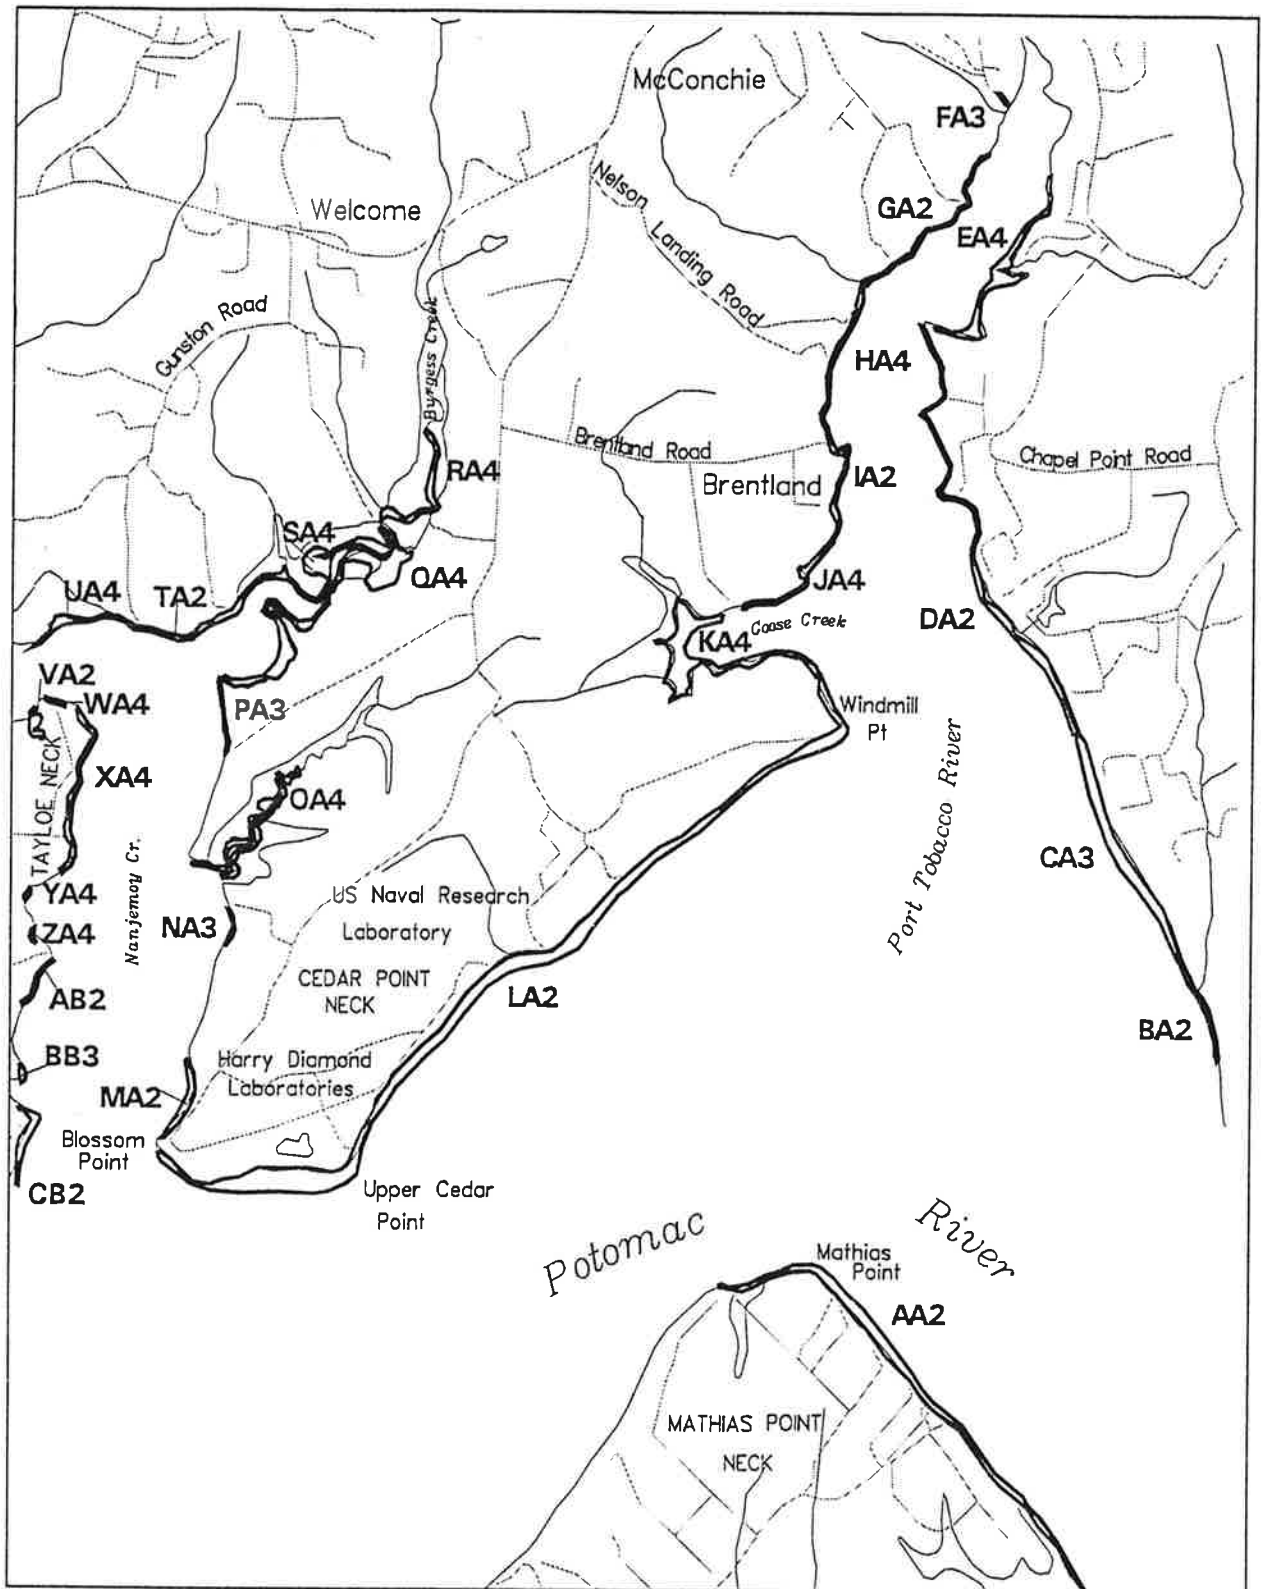 McConchie
FA3
Nelson
Landing
Road
Welcome
GA2
EA4
Gunston Road
Burgess Creek
HA4
Brentland Road
RA4
Brentland
IA2
Chapel Point Road
SA4
QA4
JA4
UA4
TA2
Goose Creek
DA2
KA4
VA2
WA4
PA3
Windmill
Pt
Port Tobacco River
TAYLOE NECK
XA4
OA4
Nanjemoy Cr.
CA3
YA4
US Naval Research
Laboratory
ZA4
NA3
CEDAR POINT
NECK
AB2
LA2
BA2
BB3
Harry Diamond
Laboratories
MA2
Blossom
Point
CB2
Upper Cedar
Point
Potomac
River
Mathias
Point
AA2
MATHIAS POINT
NECK